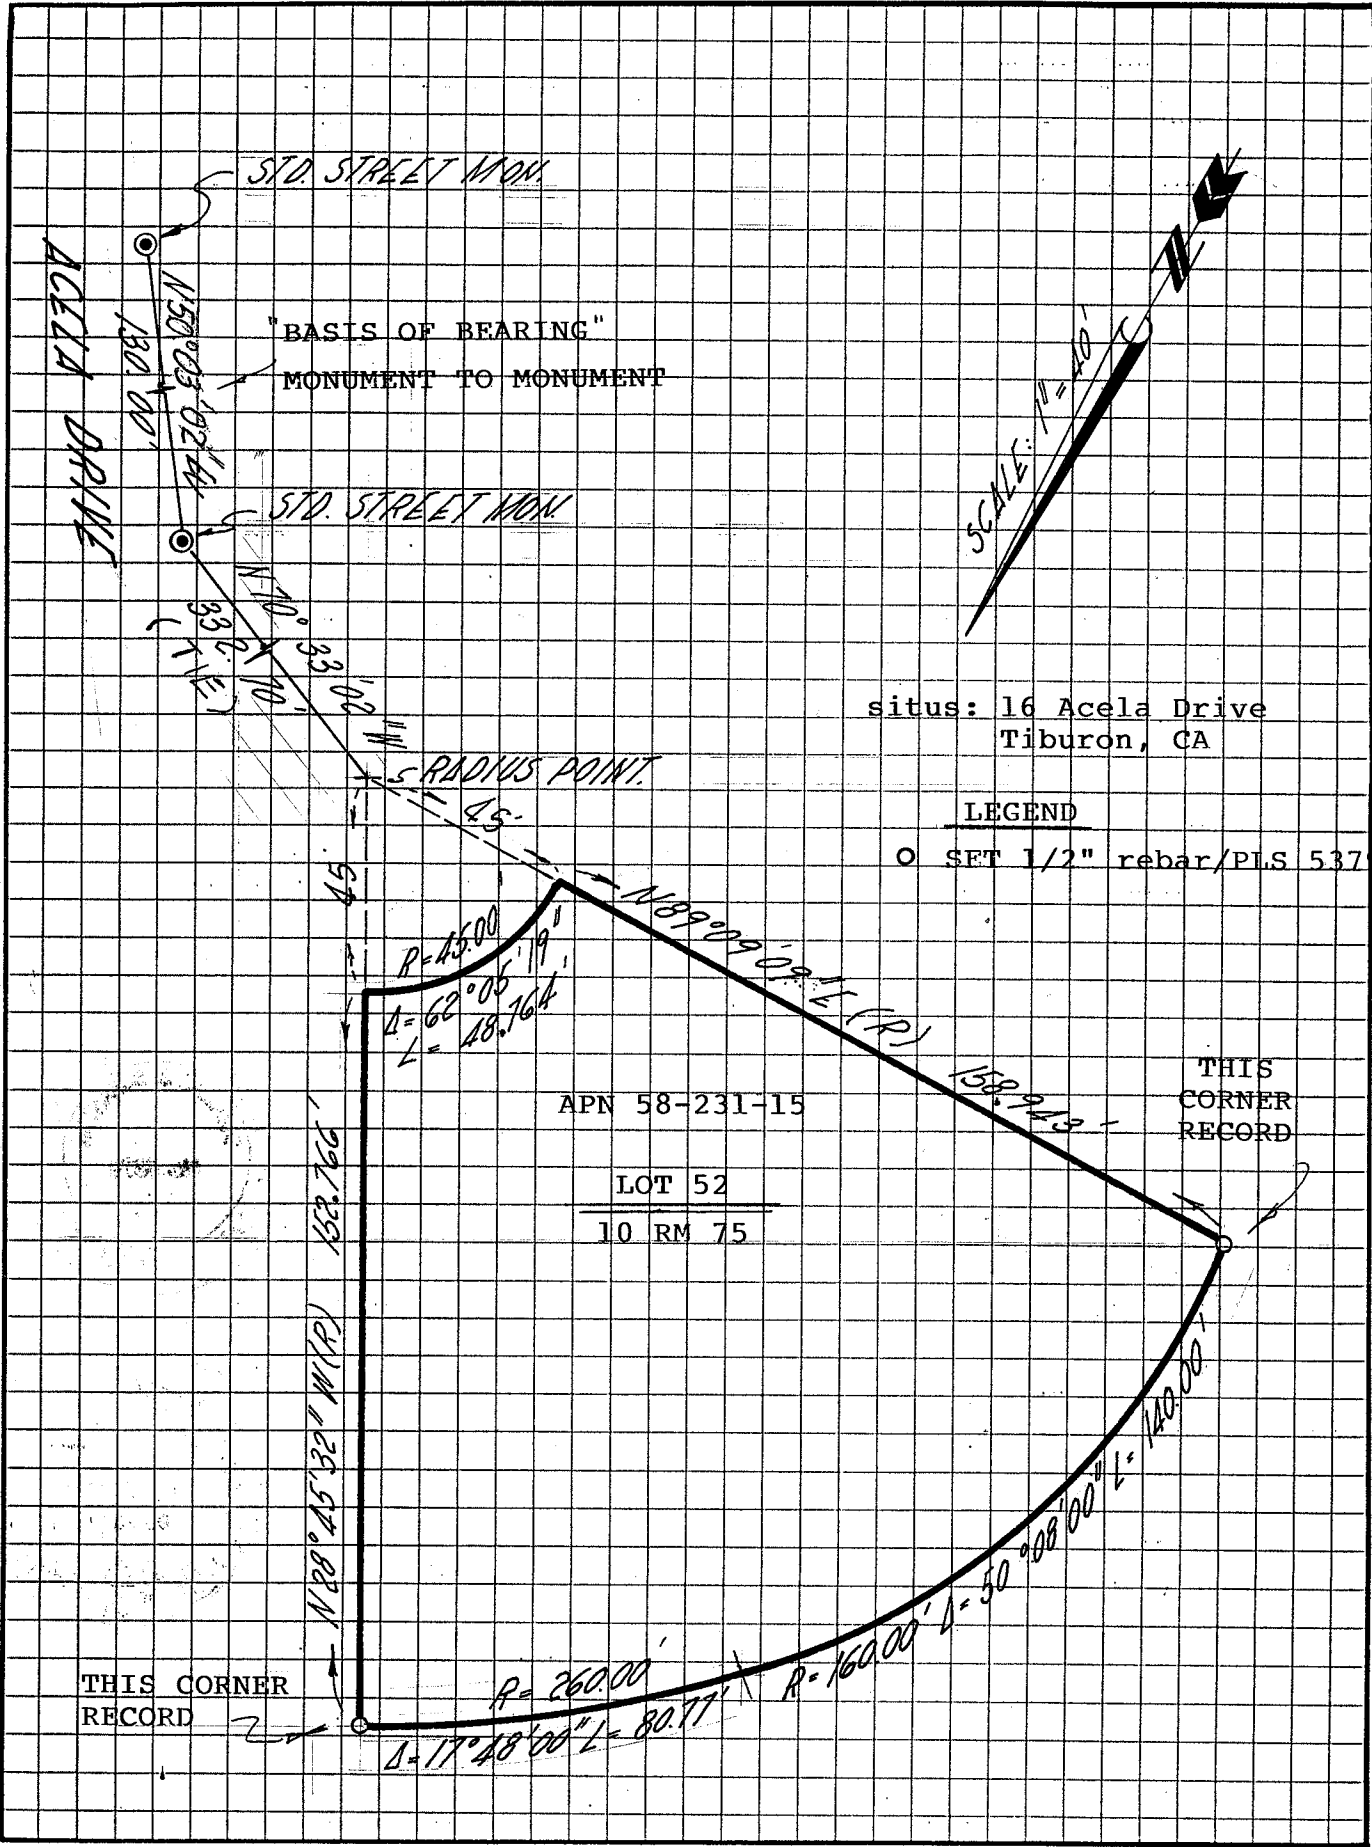 STD. STREET MON.
ACELA DRIVE
N50°03'02"W
130.00'
"BASIS OF BEARING"
MONUMENT TO MONUMENT
STD. STREET MON.
N
SCALE: 1"=40'
N 70° 33' 02" W
(TIE)
situs: 16 Acela Drive
Tiburon, CA
RADIUS POINT.
45'
45
LEGEND
O SET 1/2" rebar/PLS 537
N89°09'09"E (R)
158.943
R=45.00
Δ=62°05'19"
L= 48.764'
THIS
CORNER
RECORD
APN 58-231-15
LOT 52
10 RM 75
N88°45'32" W(R) 152.766'
THIS CORNER
RECORD
R= 260.00'
Δ=17°48'00" L= 80.77'
R= 160.00' Δ= 50°08'00" L= 140.00'